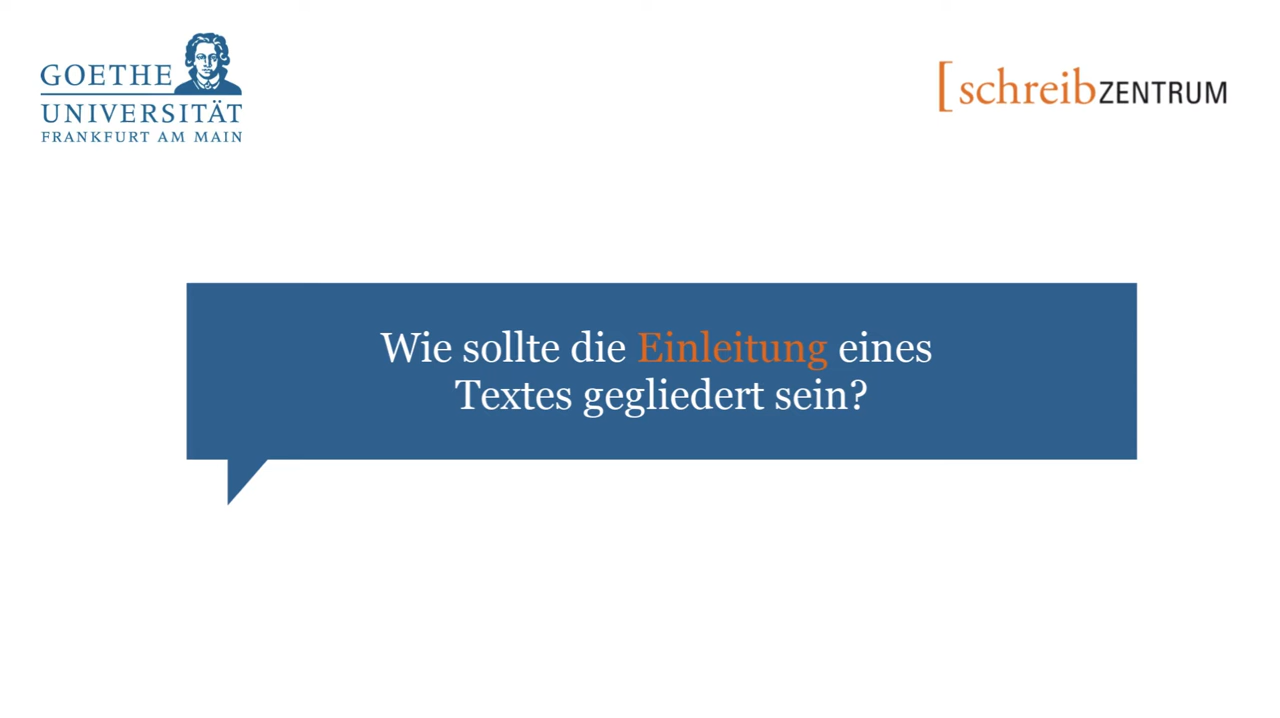 GOETHE
UNIVERSITÄT
FRANKFURT AM MAIN
[schreibZENTRUM
Wie sollte die Einleitung eines
Textes gegliedert sein?